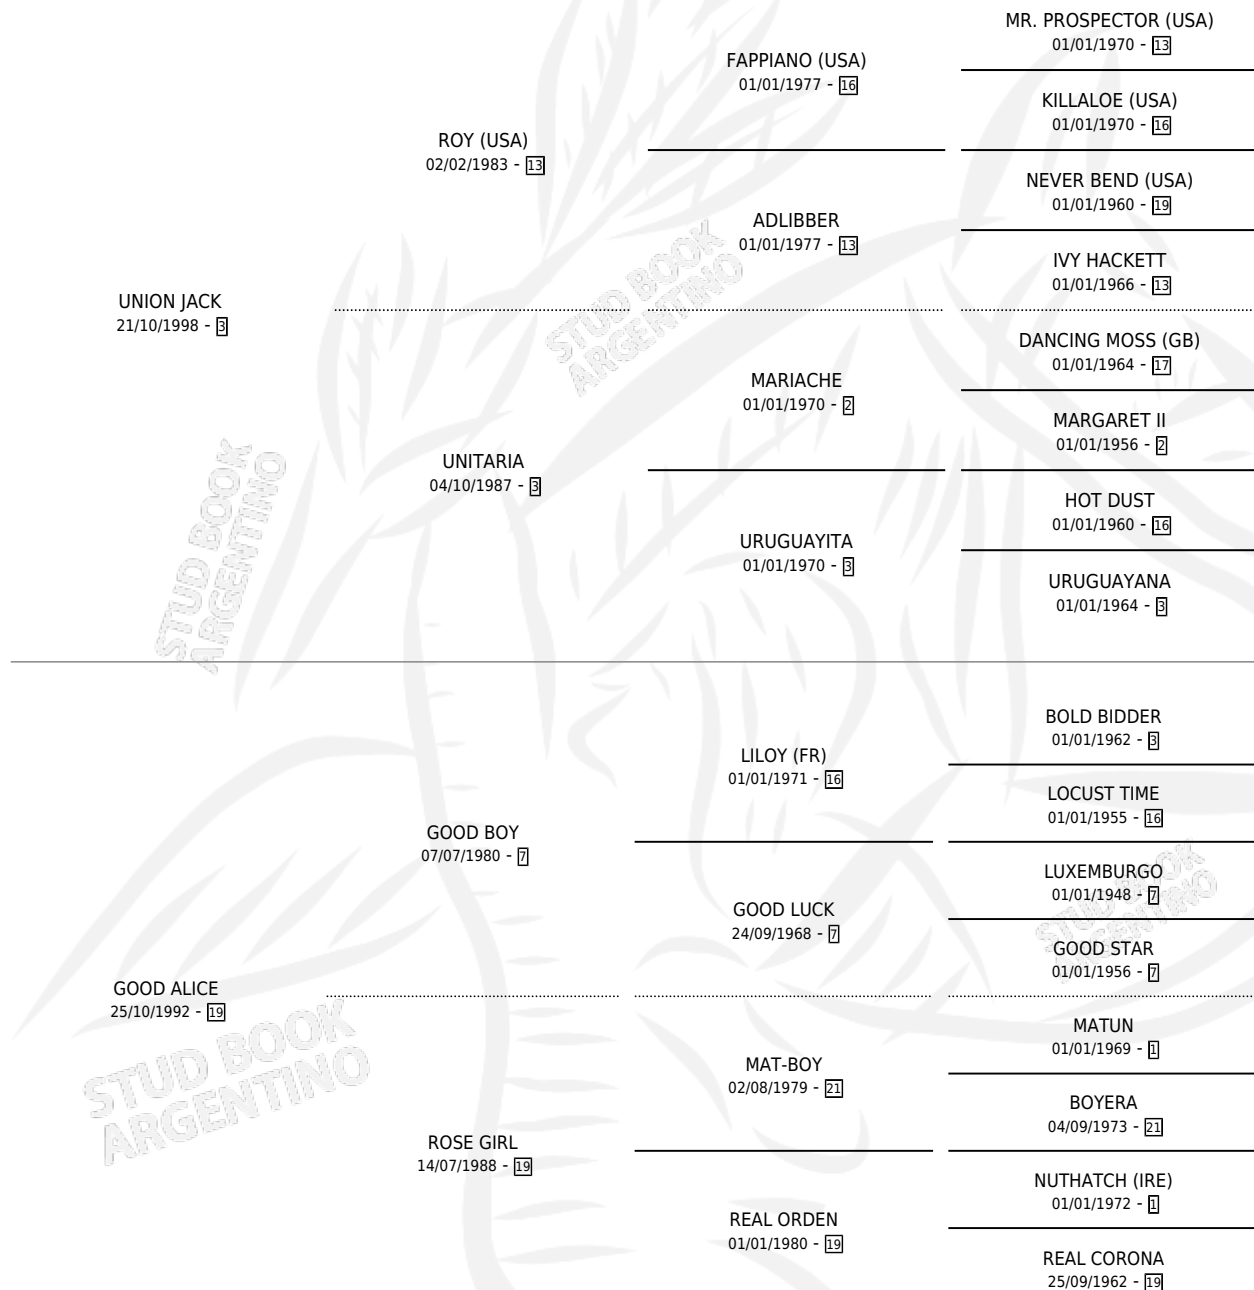 MR. PROSPECTOR (USA)
01/01/1970 - 13
FAPPIANO (USA)
01/01/1977 - 16
KILLALOE (USA)
01/01/1970 - 16
ROY (USA)
02/02/1983 - 13
NEVER BEND (USA)
01/01/1960 - 19
ADLIBBER
01/01/1977 - 13
IVY HACKETT
01/01/1966 - 13
UNION JACK
21/10/1998 - 3
STUD BOOK
ARGENTINO
DANCING MOSS (GB)
01/01/1964 - 17
MARIACHE
01/01/1970 - 2
MARGARET II
01/01/1956 - 2
UNITARIA
04/10/1987 - 3
HOT DUST
01/01/1960 - 16
URUGUAYITA
01/01/1970 - 3
URUGUAYANA
01/01/1964 - 3
STUD BOOK
ARGENTINO
BOLD BIDDER
01/01/1962 - 3
LILOY (FR)
01/01/1971 - 16
LOCUST TIME
01/01/1955 - 16
GOOD BOY
07/07/1980 - 7
LUXEMBURGO
01/01/1948 - 7
GOOD LUCK
24/09/1968 - 7
STUD BOOK
ARGENTINO
GOOD STAR
01/01/1956 - 7
GOOD ALICE
25/10/1992 - 19
STUD BOOK
ARGENTINO
MATUN
01/01/1969 - 1
MAT-BOY
02/08/1979 - 21
BOYERA
04/09/1973 - 21
ROSE GIRL
14/07/1988 - 19
NUTHATCH (IRE)
01/01/1972 - 1
REAL ORDEN
01/01/1980 - 19
REAL CORONA
25/09/1962 - 19